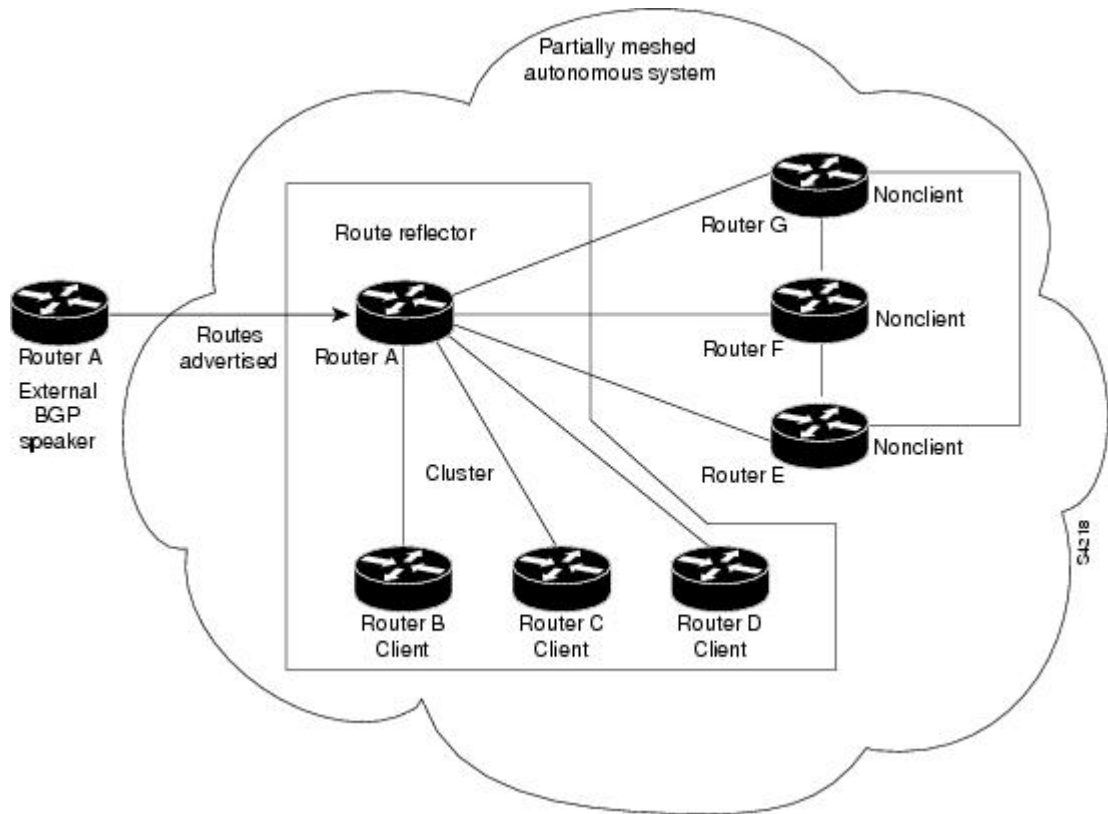 Partially meshed
autonomous system
Nonclient
Router G
Route reflector
Nonclient
Router A
Routes
advertised
Router A
Router F
External
BGP
speaker
Nonclient
Router E
Cluster
S4218
Router B
Client
Router C
Client
Router D
Client